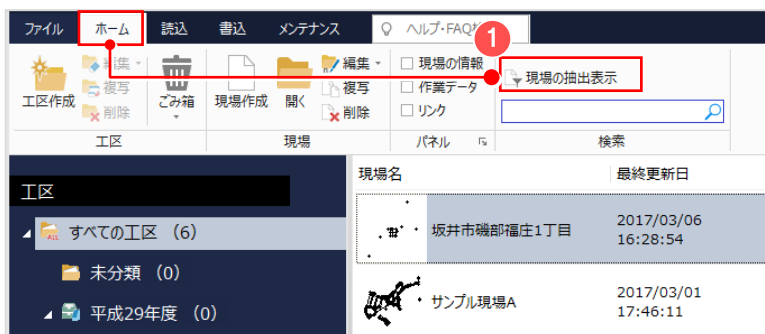 ファイル ホーム 読込 書込 メンテナンス ヘルプ・FAQ
1
工区作成 編集 複写 削除 ごみ箱 現場作成 開く 編集 複写 削除 現場の情報 作業データ リンク 現場の抽出表示
工区 現場 パネル 検索
工区
現場名 最終更新日
すべての工区 (6)
未分類 (0)
平成29年度 (0)
ALL
坂井市磯部福庄1丁目 2017/03/06
16:28:54
サンプル現場A 2017/03/01
17:46:11